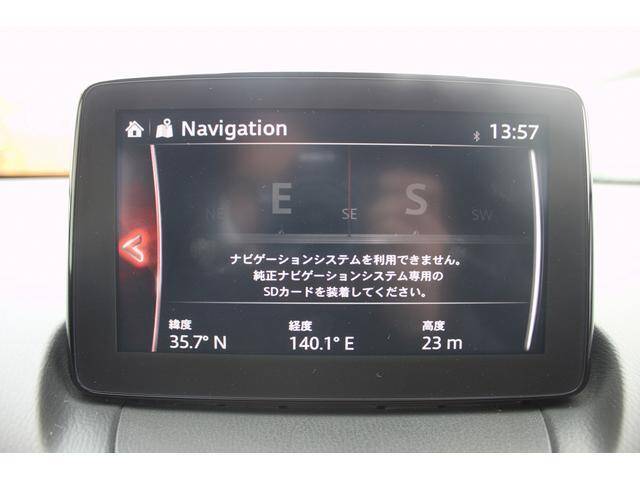 Navigation
13:57
NE E SE S SW
ナビゲーションシステムを利用できません。
純正ナビゲーションシステム専用の
SDカードを装着してください。
緯度 経度 高度
35.7° N 140.1° E 23 m